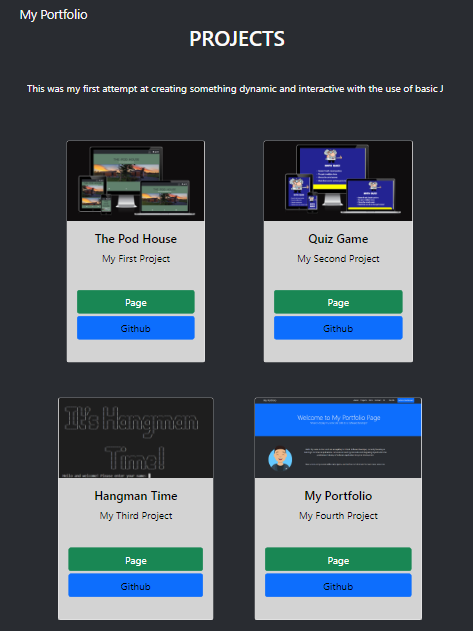 My Portfolio
PROJECTS
This was my first attempt at creating something dynamic and interactive with the use of basic J
The Pod House
My First Project
Page
Github
Quiz Game
My Second Project
Page
Github
It's Hangman
Time!
Hello and welcome! Please enter your name:
Hangman Time
My Third Project
Page
Github
Welcome to My Portfolio Page
My Portfolio
My Fourth Project
Page
Github